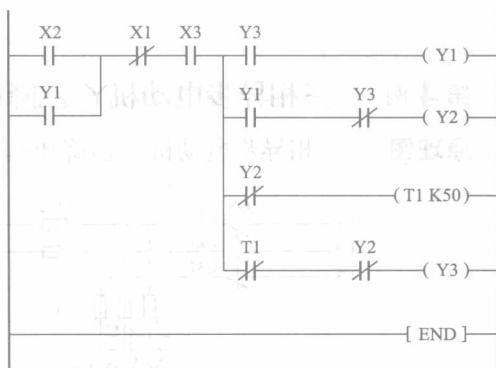 X2 X1 X3 Y3
( Y1 )
Y1 Y1 Y3
( Y2 )
Y2
( T1 K50 )
T1 Y2
( Y3 )
[ END ]